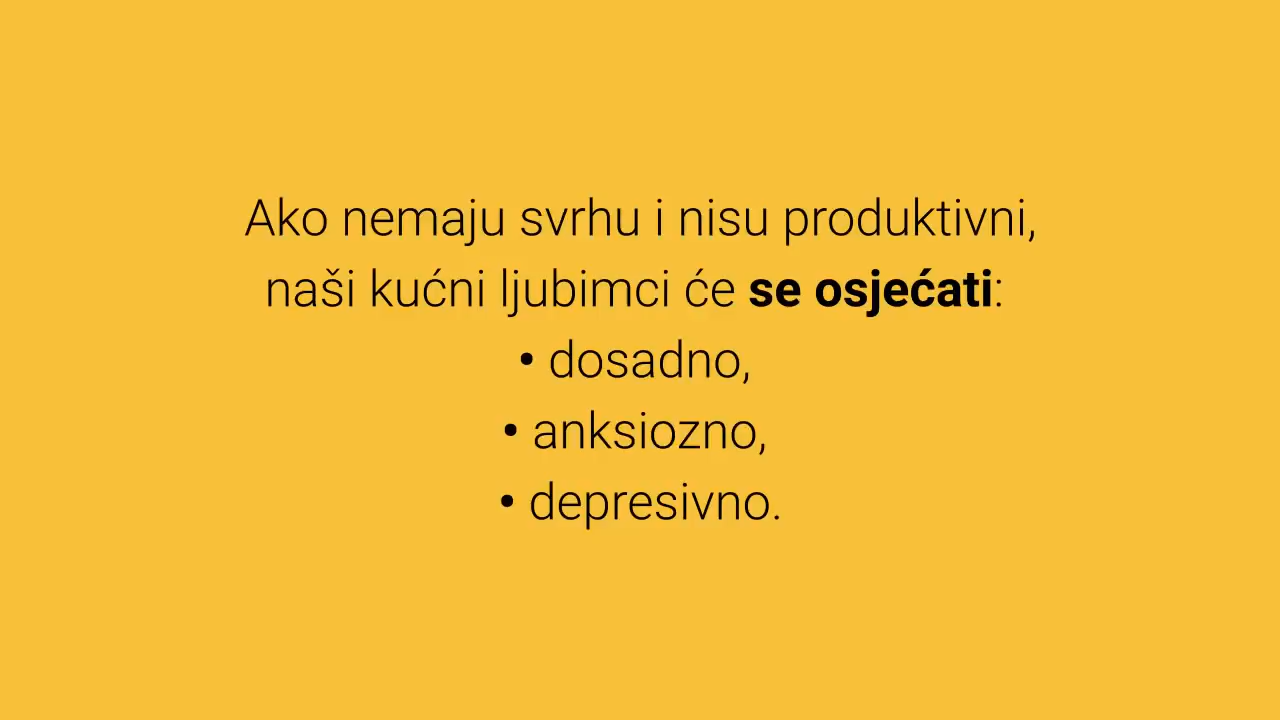 Ako nemaju svrhu i nisu produktivni,
naši kućni ljubimci će se osjećati:
• dosadno,
• anksiozno,
• depresivno.